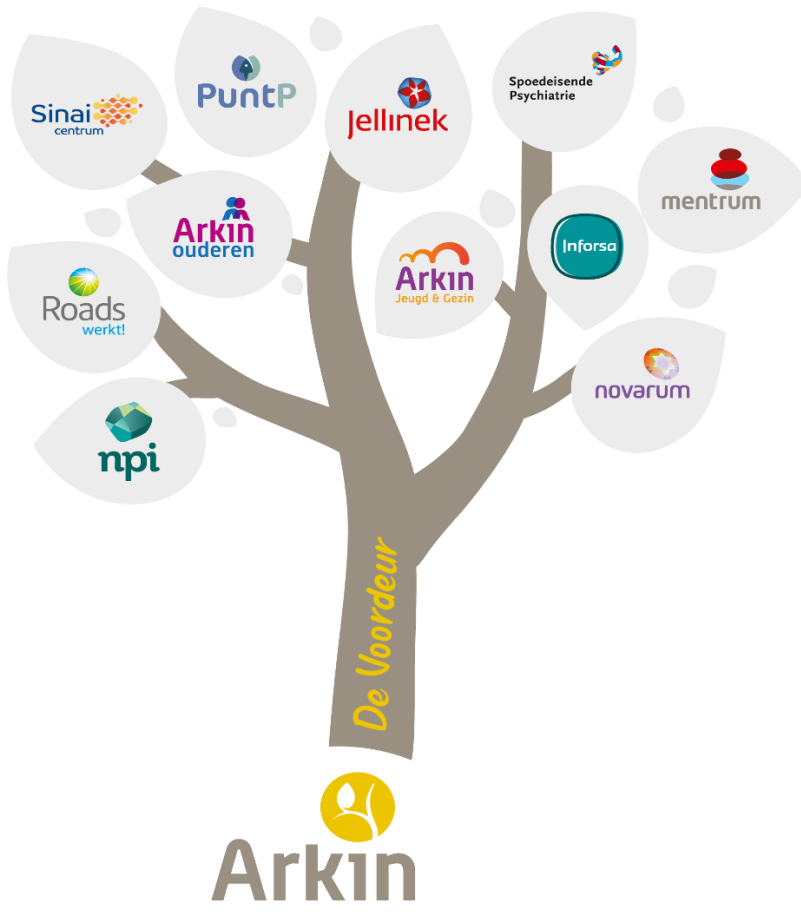 Sinai
centrum
PuntP
Jellinek
Spoedeisende
Psychiatrie
mentrum
Arkin
ouderen
Arkin
Jeugd & Gezin
Inforsa
Roads
werkt!
novarum
npi
De Voordeur
Arkin